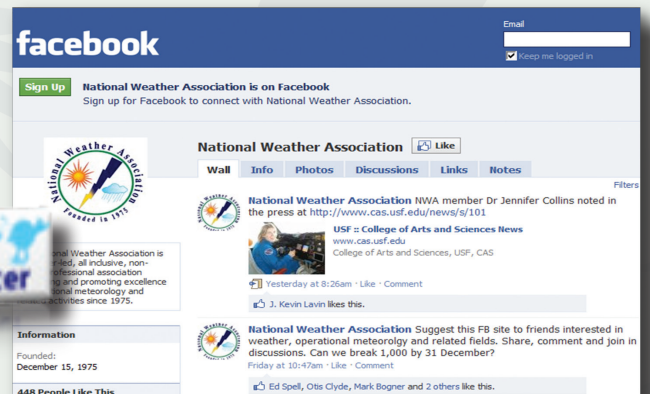 facebook
Email
Keep me logged in
Sign Up
National Weather Association is on Facebook
Sign up for Facebook to connect with National Weather Association.
National Weather Association
Founded in 1975
National Weather Association
Like
Wall
Info
Photos
Discussions
Links
Notes
Filters
National Weather Association NWA member Dr Jennifer Collins noted in
the press at http://www.cas.usf.edu/news/s/101
USF :: College of Arts and Sciences News
www.cas.usf.edu
College of Arts and Sciences, USF, CAS
Yesterday at 8:26am · Like · Comment
J. Kevin Lavin likes this.
Weather Association is
-led, all inclusive, non-
rofessional association
and promoting excellence
onal meteorology and
activities since 1975.
ter
National Weather Association Suggest this FB site to friends interested in
weather, operational meteorolgy and related fields. Share, comment and join in
discussions. Can we break 1,000 by 31 December?
Friday at 10:47am · Like · Comment
Ed Spell, Otis Clyde, Mark Bogner and 2 others like this.
Information
Founded:
December 15, 1975
448 People Like This